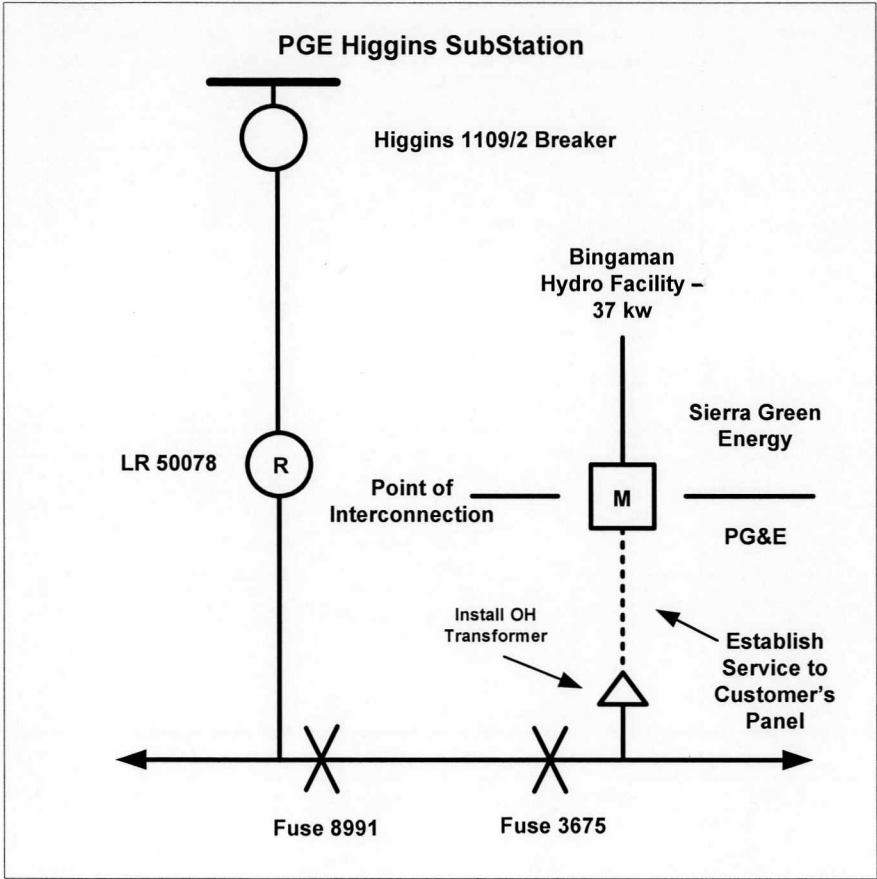 PGE Higgins SubStation
Higgins 1109/2 Breaker
Bingaman
Hydro Facility –
37 kw
Sierra Green
Energy
LR 50078
R
Point of
Interconnection
M
PG&E
Install OH
Transformer
Establish
Service to
Customer's
Panel
Fuse 8991
Fuse 3675